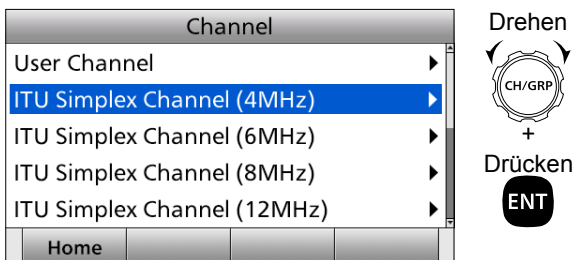 Channel
User Channel
ITU Simplex Channel (4MHz)
ITU Simplex Channel (6MHz)
ITU Simplex Channel (8MHz)
ITU Simplex Channel (12MHz)
Home
Drehen
CH/GRP
+
Drücken
ENT